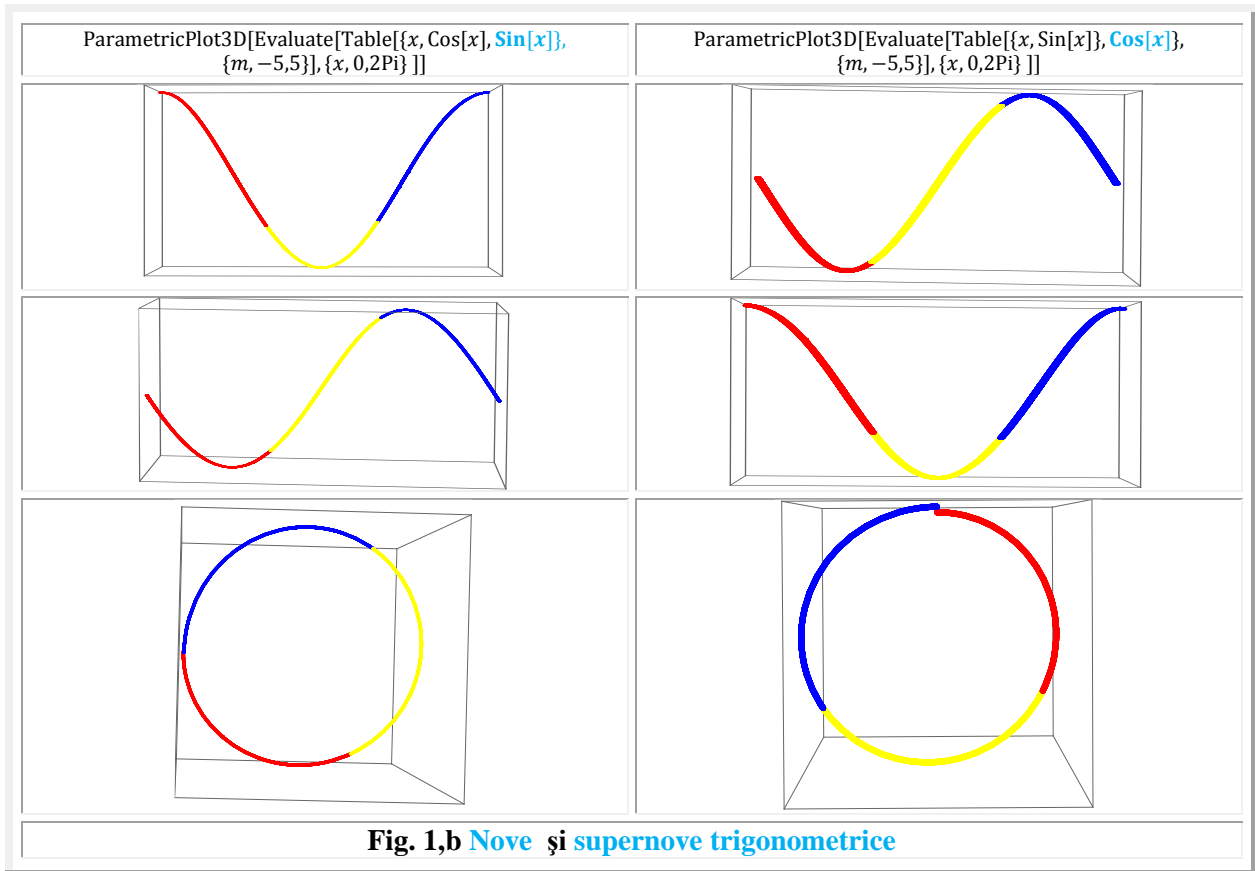 ParametricPlot3D[Evaluate[Table[{x, Cos[x], Sin[x]},
{m, −5,5}], {x, 0,2Pi} ]]
ParametricPlot3D[Evaluate[Table[{x, Sin[x]}, Cos[x]},
{m, −5,5}], {x, 0,2Pi} ]]
Fig. 1,b Nove şi supernove trigonometrice